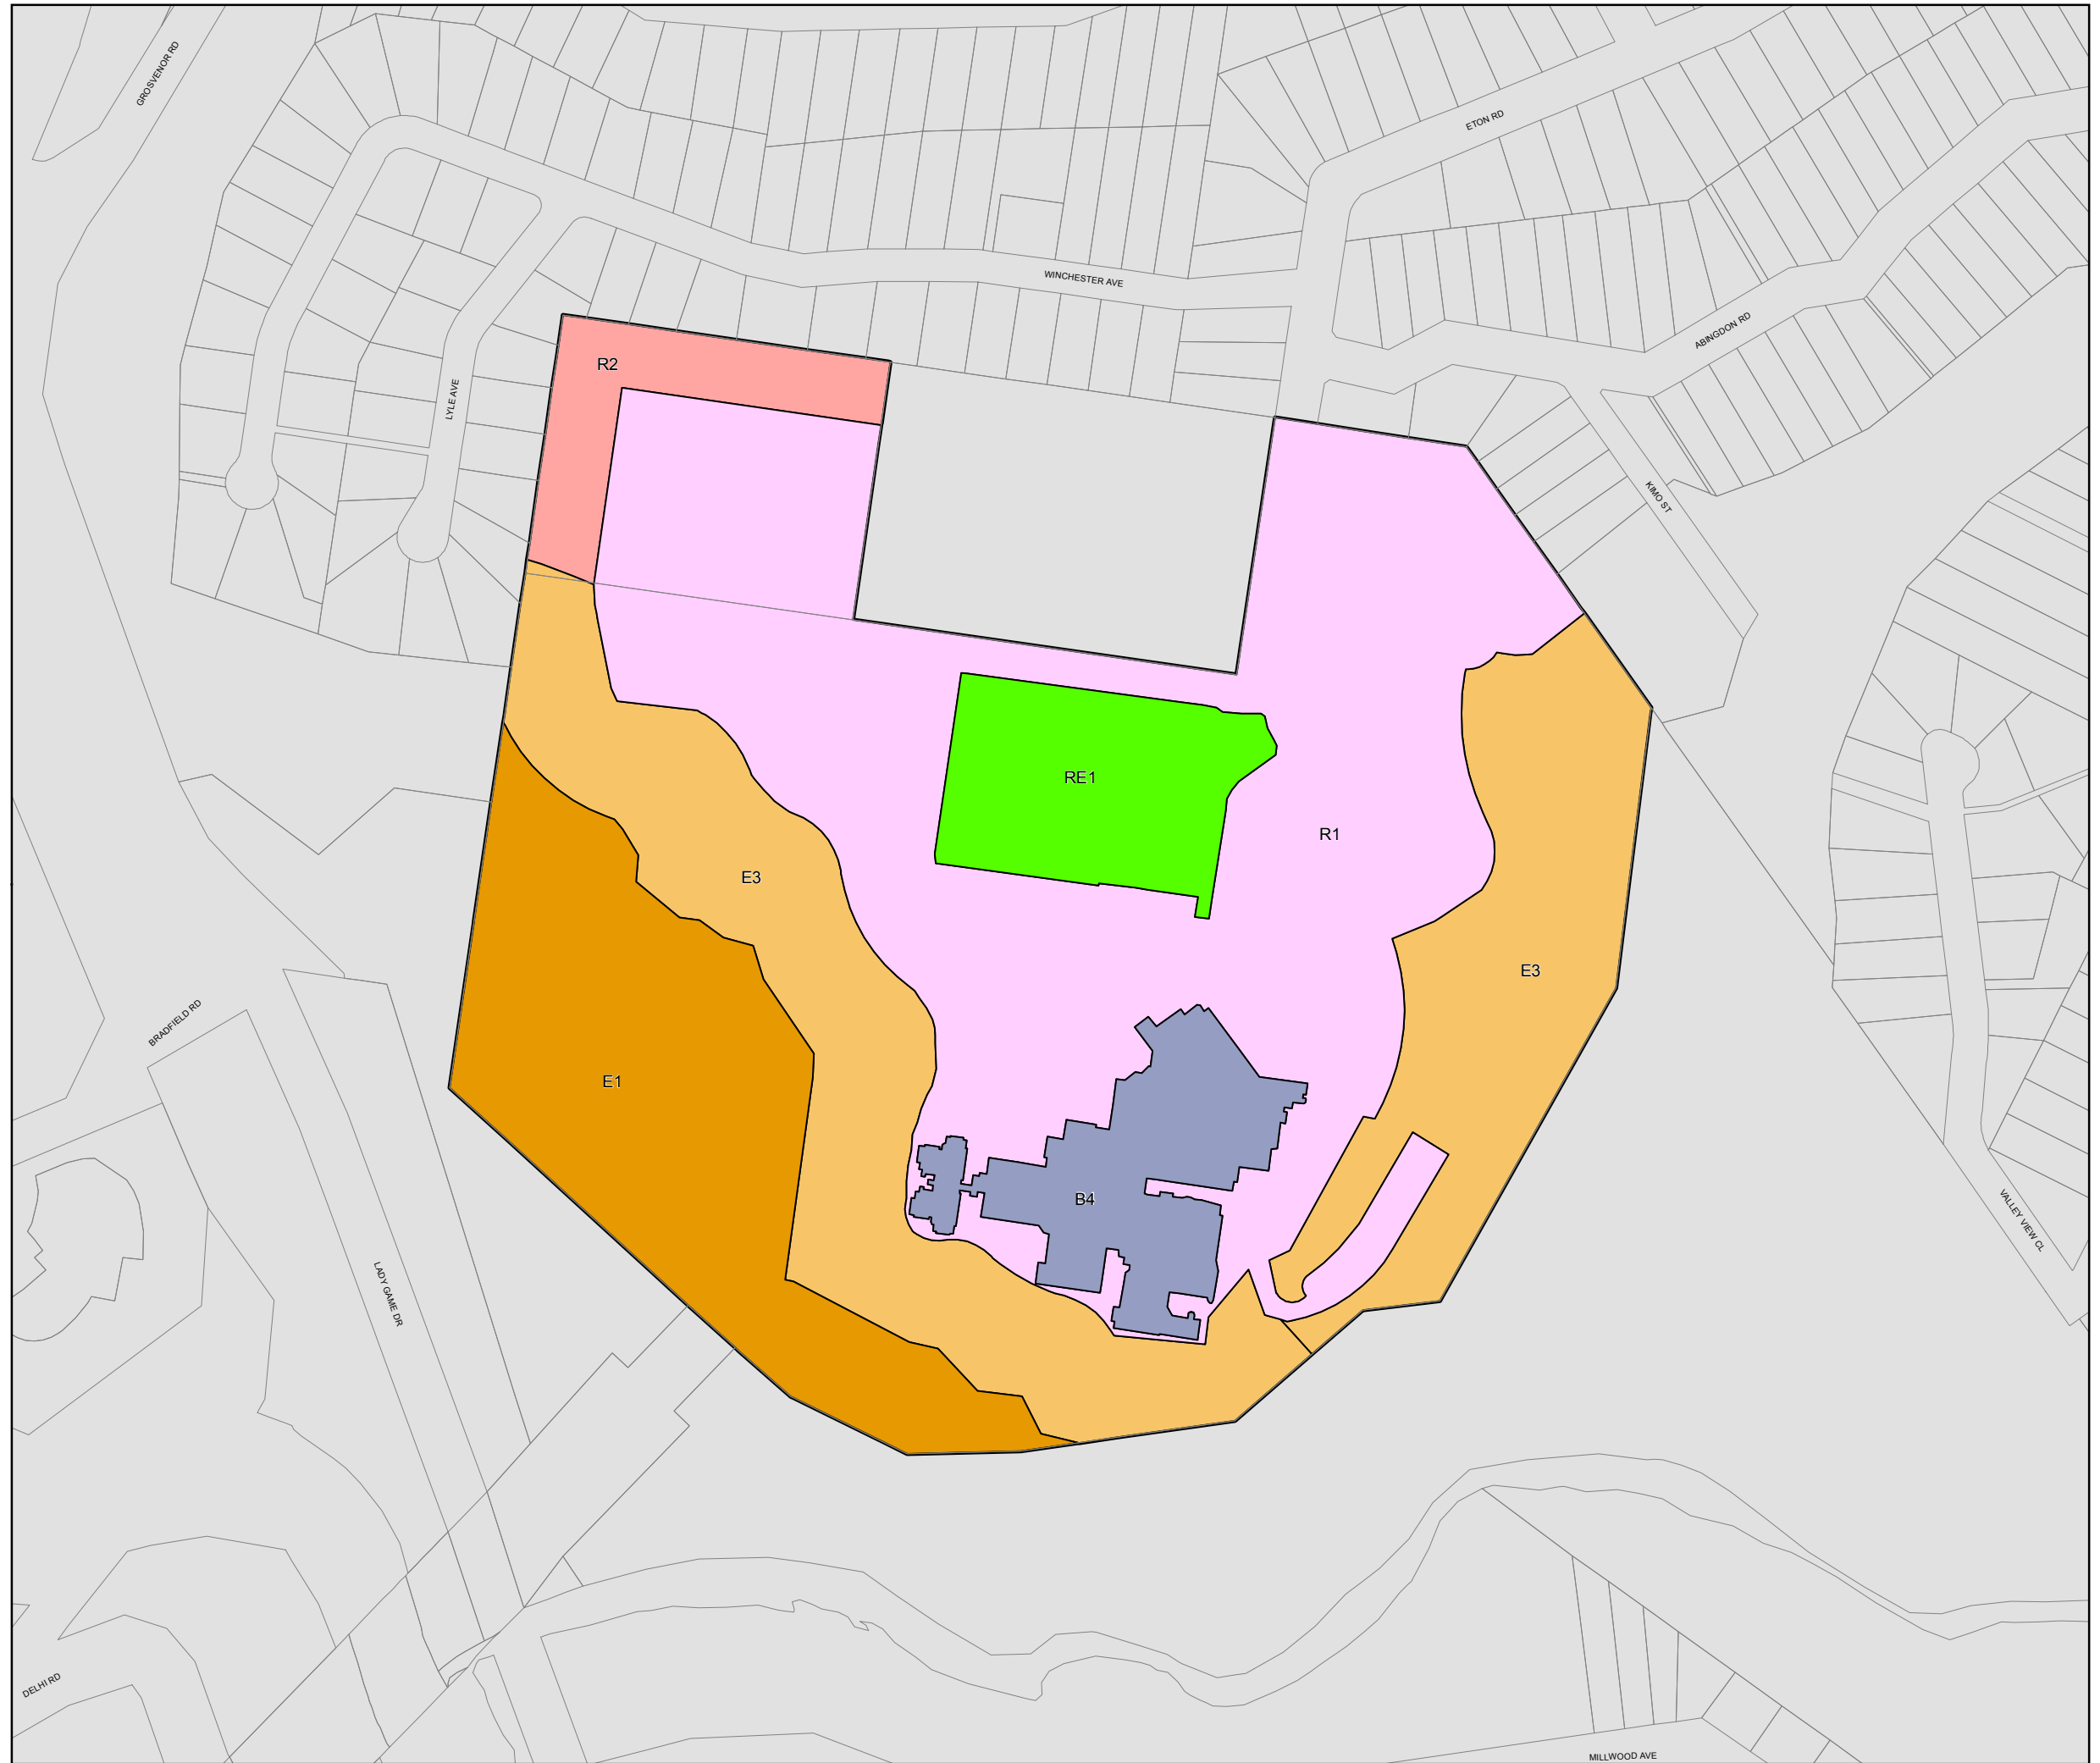 GROSVENOR RD
ETON RD
WINCHESTER AVE
ABINGDON RD
R2
LYLE AVE
KIMO ST
RE1
R1
E3
E3
BRADFIELD RD
E1
B4
VALLEY VIEW CL
LADY GAME DR
DELHI RD
MILLWOOD AVE